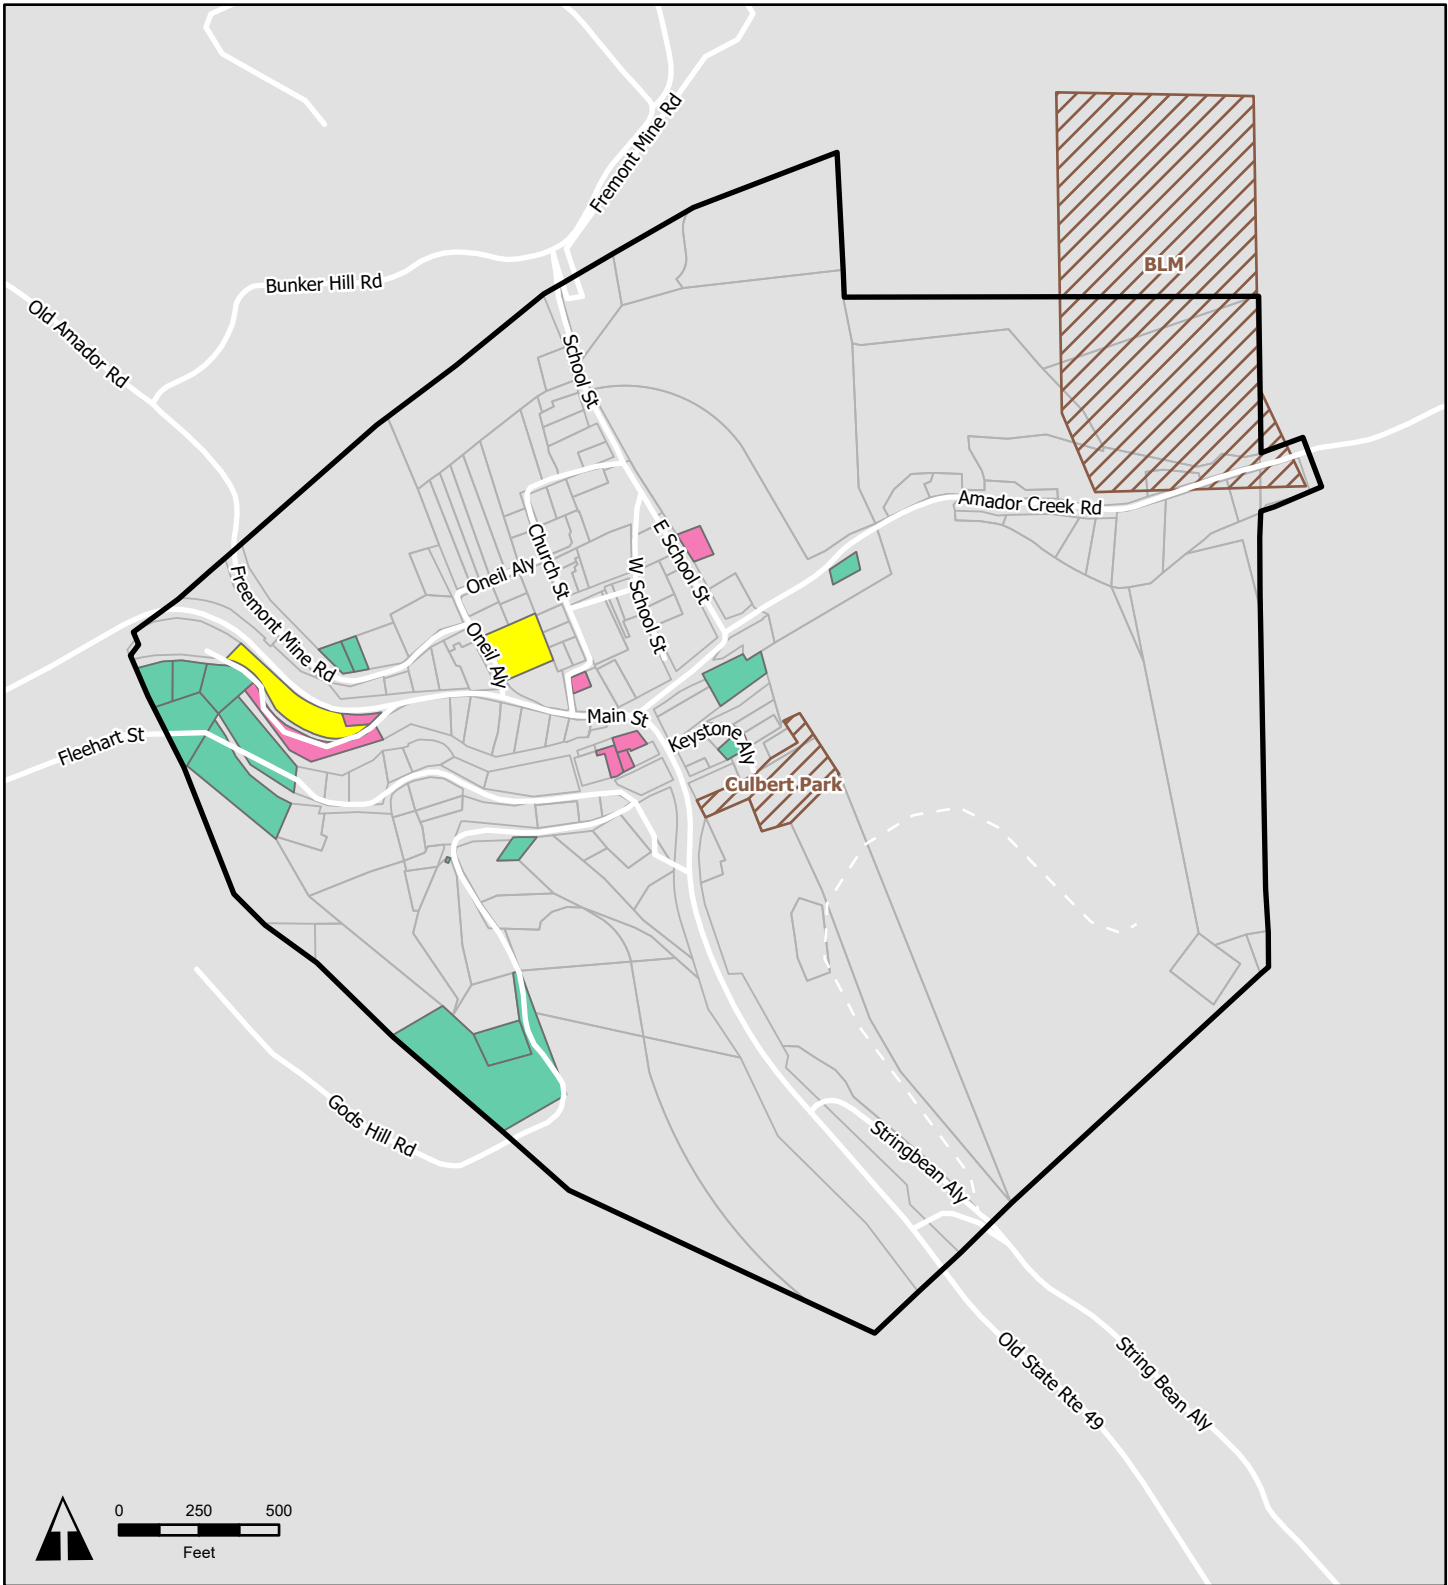 Fremont Mine Rd
BLM
Bunker Hill Rd
Old Amador Rd
School St
Amador Creek Rd
E School St
Church St
W School St
Oneil Aly
Freemont Mine Rd
Oneil Aly
Main St
Fleehart St
Keystone Aly
Culbert Park
Gods Hill Rd
Stringbean Aly
Old State Rte 49
String Bean Aly
0 250 500
Feet